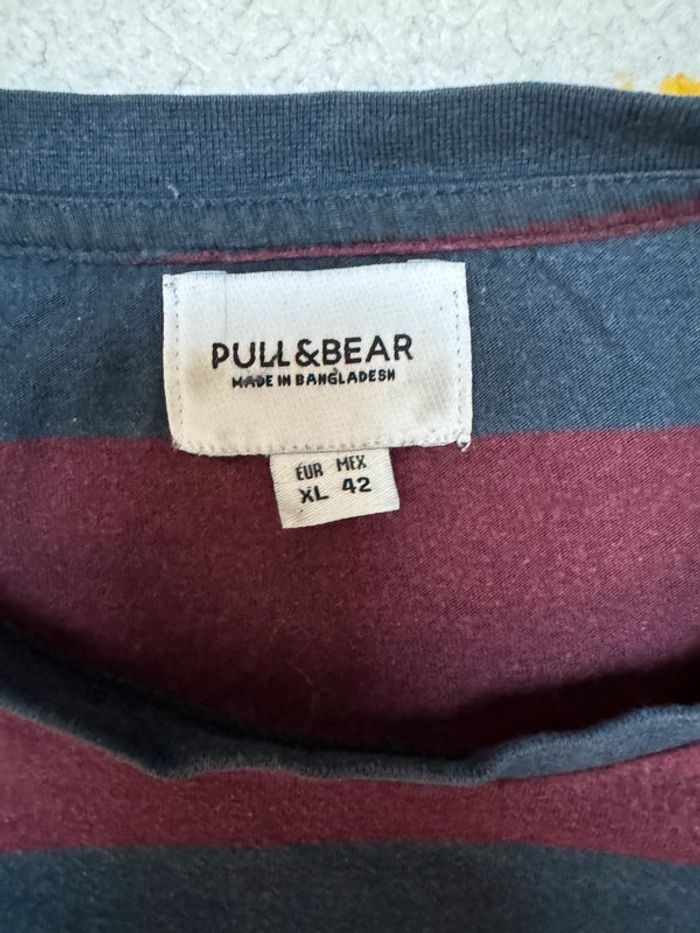 PULL&BEAR
MADE IN BANGLADESH
EUR MEX
XL 42